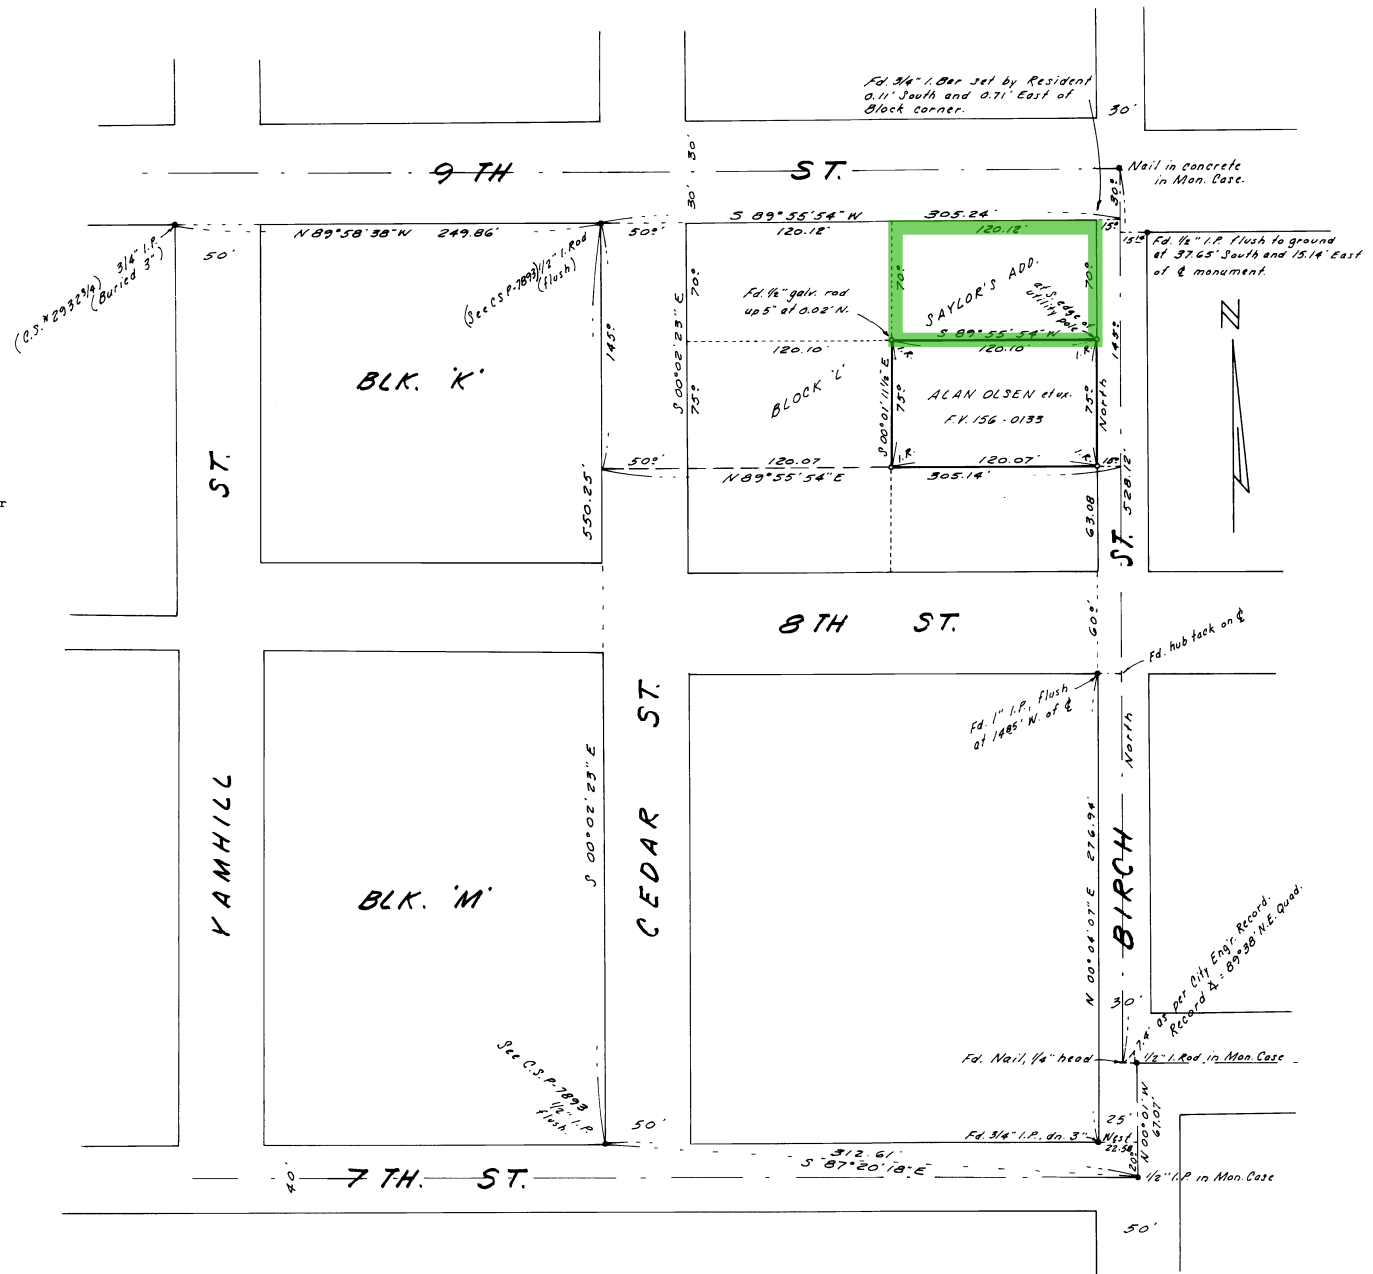 Fd. 3/4" I. Bar set by Resident
0.11' South and 0.71' East of
Block corner.
30'
30'
30'
9 TH ST.
Nail in concrete
in Mon. Case.
30°
S 89°55'54" W 305.24'
N 89°58'38"W 249.86'
50°
120.12'
120.12'
15°
Fd. 1/2" I.P. flush to ground
at 37.65' South and 15.14' East
of ℄ monument.
50'
3/4" I.P.
(Buried 3")
(See CSP-7893)
1/2" I. Rod
(flush)
145°
S 00°02'23" E
70°
70°
70°
SAYLOR'S ADD.
at S. edge of
utility pole
Fd. 1/2" galv. rod
up 5" at 0.02' N.
S 89°55'54" W
120.10'
120.10'
I.R.
I.R.
145°
N
BLK. 'K'
BLOCK 'L'
75°
S 00°01'11½" E
75°
ALAN OLSEN et ux.
F.V. 156-0133
75°
North
50°
120.07
120.07'
I.R.
I.R.
15°
N 89°55'54" E
305.14'
550.25'
63.08
528.12'
ST.
ST.
8 TH ST.
60°
Fd. hub tack on ℄
Fd. 1" I.P., flush
at 14.85' W. of ℄
North
ST.
S 00°02'23" E
YAMHILL
CEDAR
BIRCH
N 00°04'07" E 276.94'
BLK. 'M'
7.4' as per City Eng'r. Record.
Record ∡ = 89°38' N.E. Quad.
30'
See C.S.P-7893
1/2" I.P.
flush.
Fd. Nail, 1/4" head
1/2" I. Rod in Mon. Case
N 00°01' W
67.07'
50'
25'
Fd. 3/4" I.P., dn. 3"
West
22.58
20°
312.61'
S 87°20'18" E
40'
7 TH. ST.
1/2" I.P. in Mon. Case
50'
r